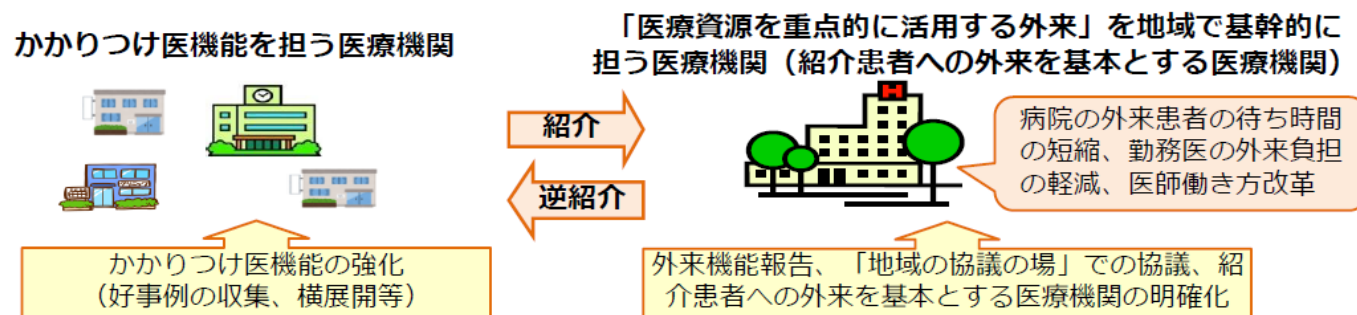 かかりつけ医機能を担う医療機関
「医療資源を重点的に活用する外来」を地域で基幹的に
担う医療機関（紹介患者への外来を基本とする医療機関）
紹介
逆紹介
H
病院の外来患者の待ち時間
の短縮、勤務医の外来負担
の軽減、医師働き方改革
かかりつけ医機能の強化
（好事例の収集、横展開等）
外来機能報告、「地域の協議の場」での協議、紹
介患者への外来を基本とする医療機関の明確化